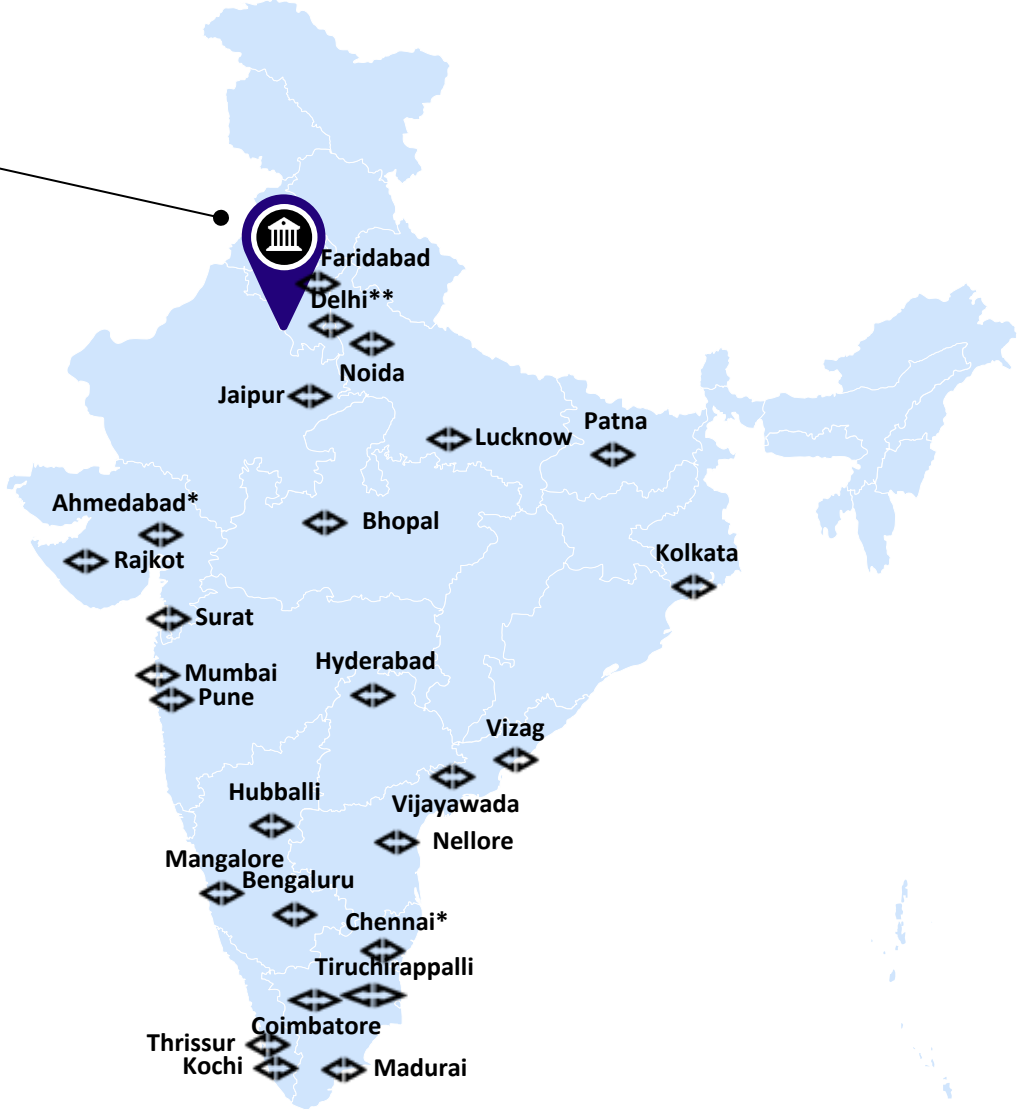 Faridabad
Delhi**
Noida
Jaipur
Patna
Lucknow
Ahmedabad*
Bhopal
Rajkot
Kolkata
Surat
Hyderabad
Mumbai
Pune
Vizag
Hubballi
Vijayawada
Nellore
Mangalore
Bengaluru
Chennai*
Tiruchirappalli
Coimbatore
Thrissur
Kochi
Madurai